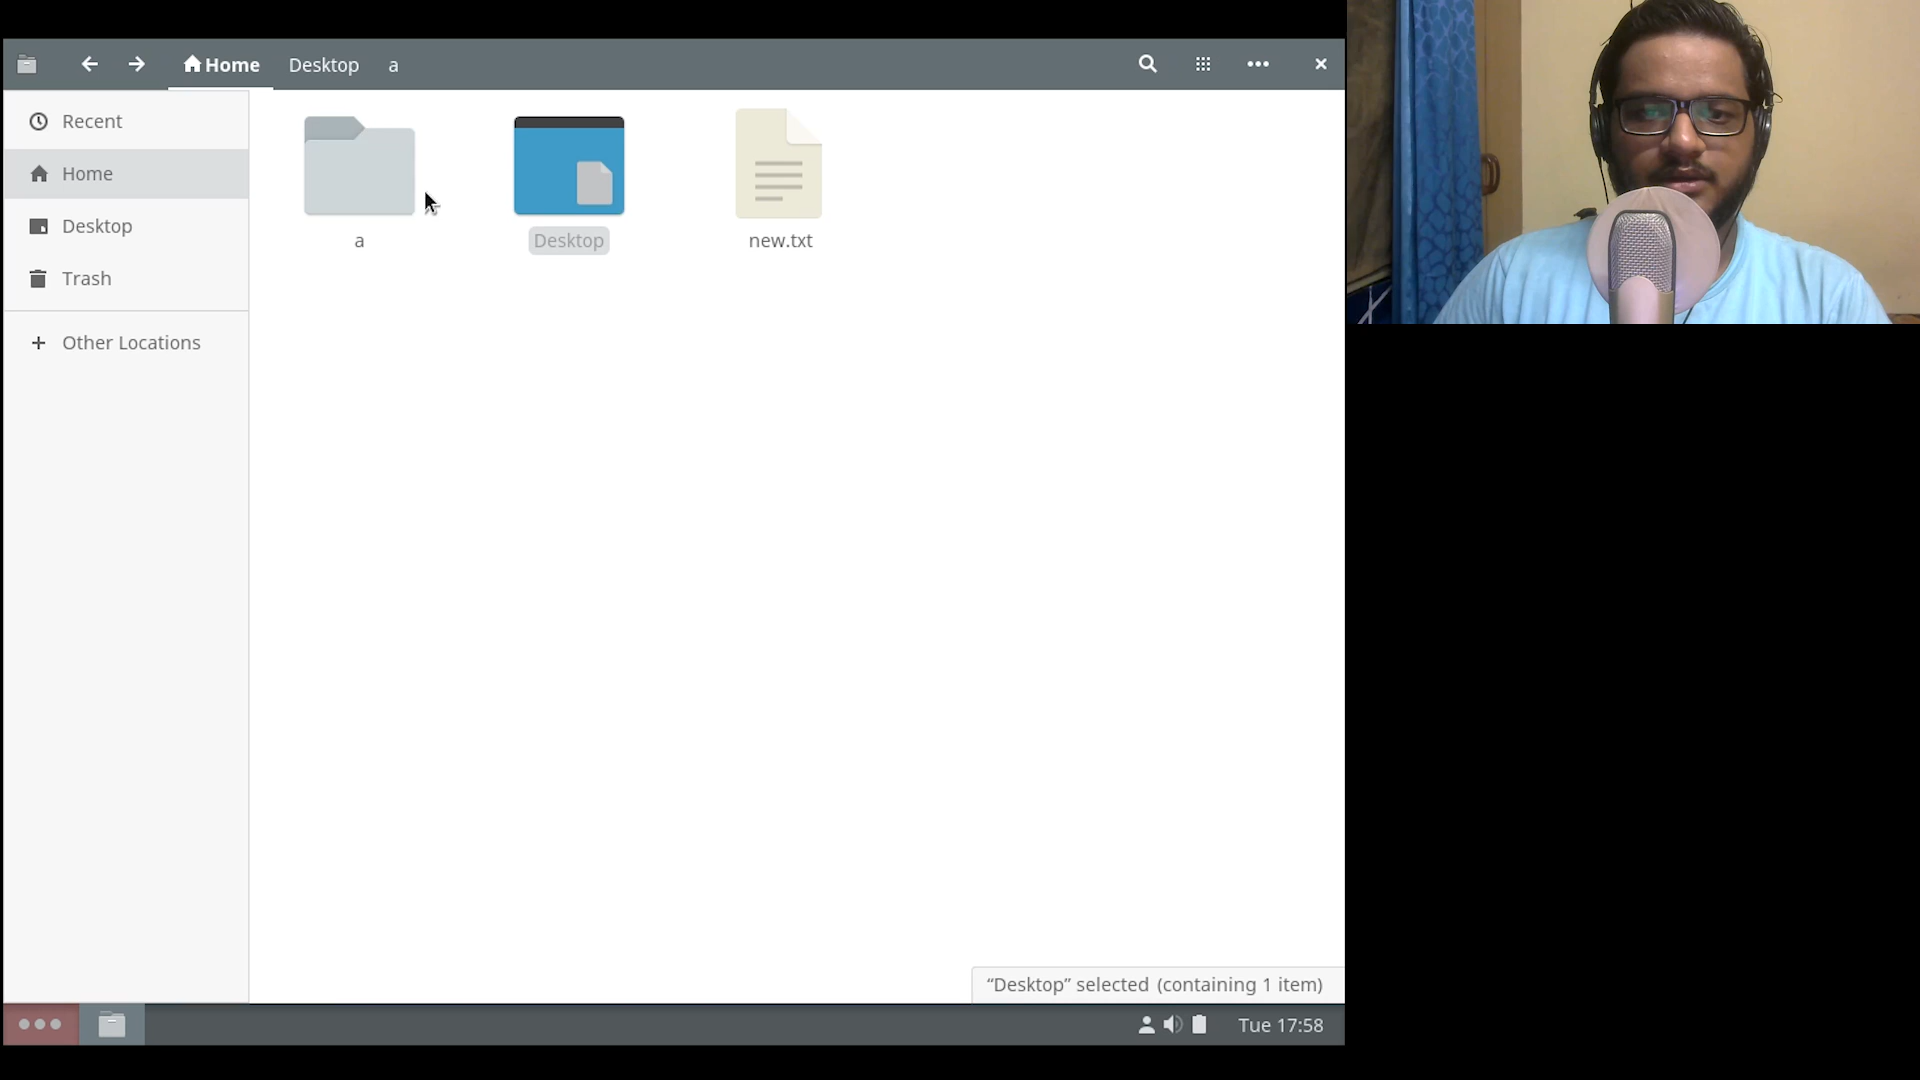 Home Desktop a
Recent
Home
Desktop
Trash
+ Other Locations
a Desktop new.txt
“Desktop” selected (containing 1 item)
Tue 17:58